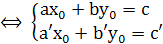 ⇔ { ax₀ + by₀ = c
a′x₀ + b′y₀ = c′